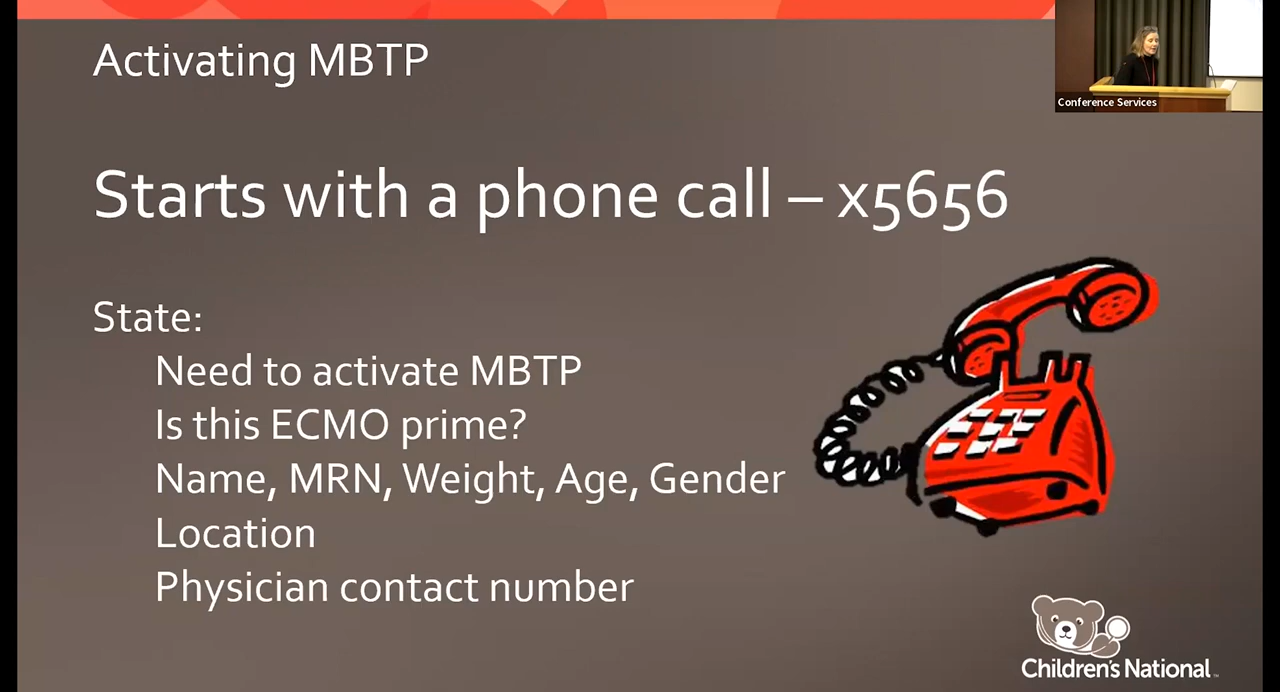 Activating MBTP
Conference Services
Starts with a phone call – x5656
State:
Need to activate MBTP
Is this ECMO prime?
Name, MRN, Weight, Age, Gender
Location
Physician contact number
Children's National™